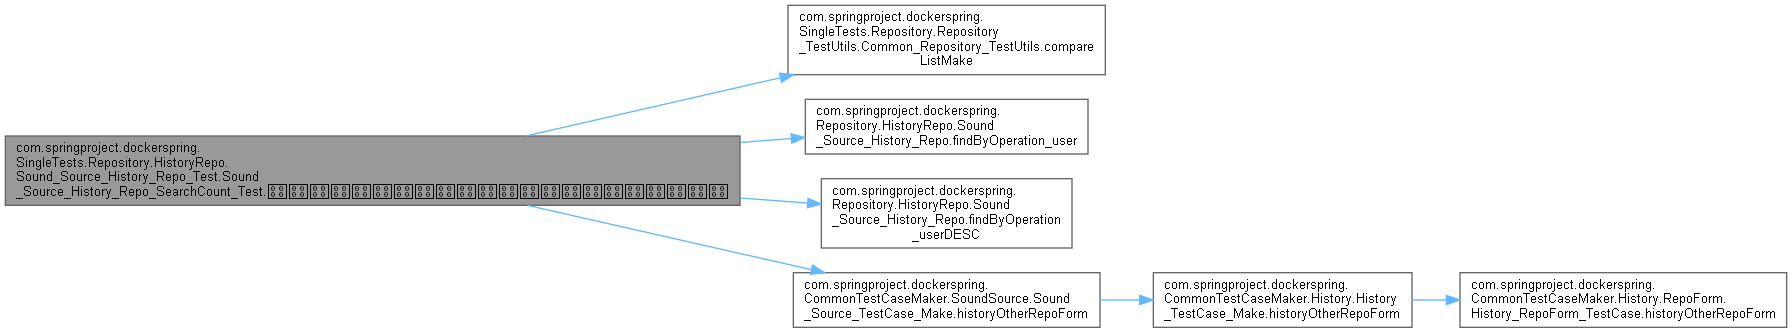 com.springproject.dockerspring.
SingleTests.Repository.Repository
_TestUtils.Common_Repository_TestUtils.compare
ListMake
com.springproject.dockerspring.
Repository.HistoryRepo.Sound
_Source_History_Repo.findByOperation_user
com.springproject.dockerspring.
SingleTests.Repository.HistoryRepo.
Sound_Source_History_Repo_Test.Sound
_Source_History_Repo_SearchCount_Test.
com.springproject.dockerspring.
Repository.HistoryRepo.Sound
_Source_History_Repo.findByOperation
_userDESC
com.springproject.dockerspring.
CommonTestCaseMaker.SoundSource.Sound
_Source_TestCase_Make.historyOtherRepoForm
com.springproject.dockerspring.
CommonTestCaseMaker.History.History
_TestCase_Make.historyOtherRepoForm
com.springproject.dockerspring.
CommonTestCaseMaker.History.RepoForm.
History_RepoForm_TestCase.historyOtherRepoForm